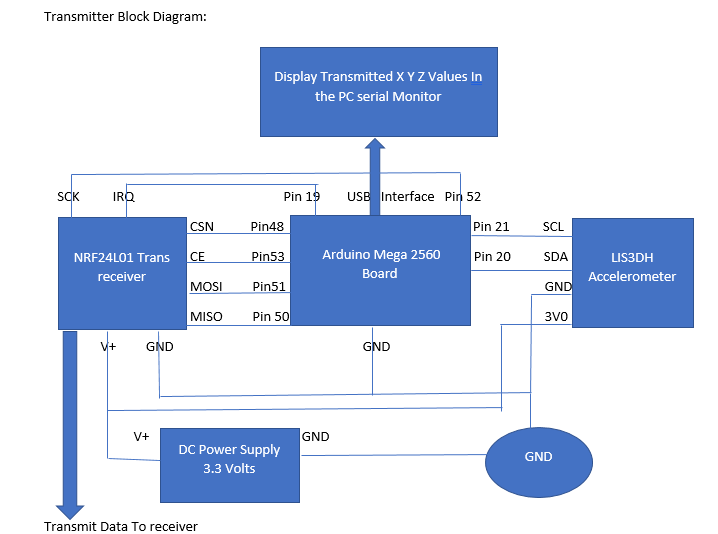 Transmitter Block Diagram:
Display Transmitted X Y Z Values In
the PC serial Monitor
SCK IRQ Pin 19 USB Interface Pin 52
CSN Pin48
CE Pin53
MOSI Pin51
MISO Pin 50
NRF24L01 Trans
receiver
Arduino Mega 2560
Board
Pin 21 SCL
Pin 20 SDA
GND
3V0
LIS3DH
Accelerometer
V+ GND GND
V+ GND
DC Power Supply
3.3 Volts
GND
Transmit Data To receiver